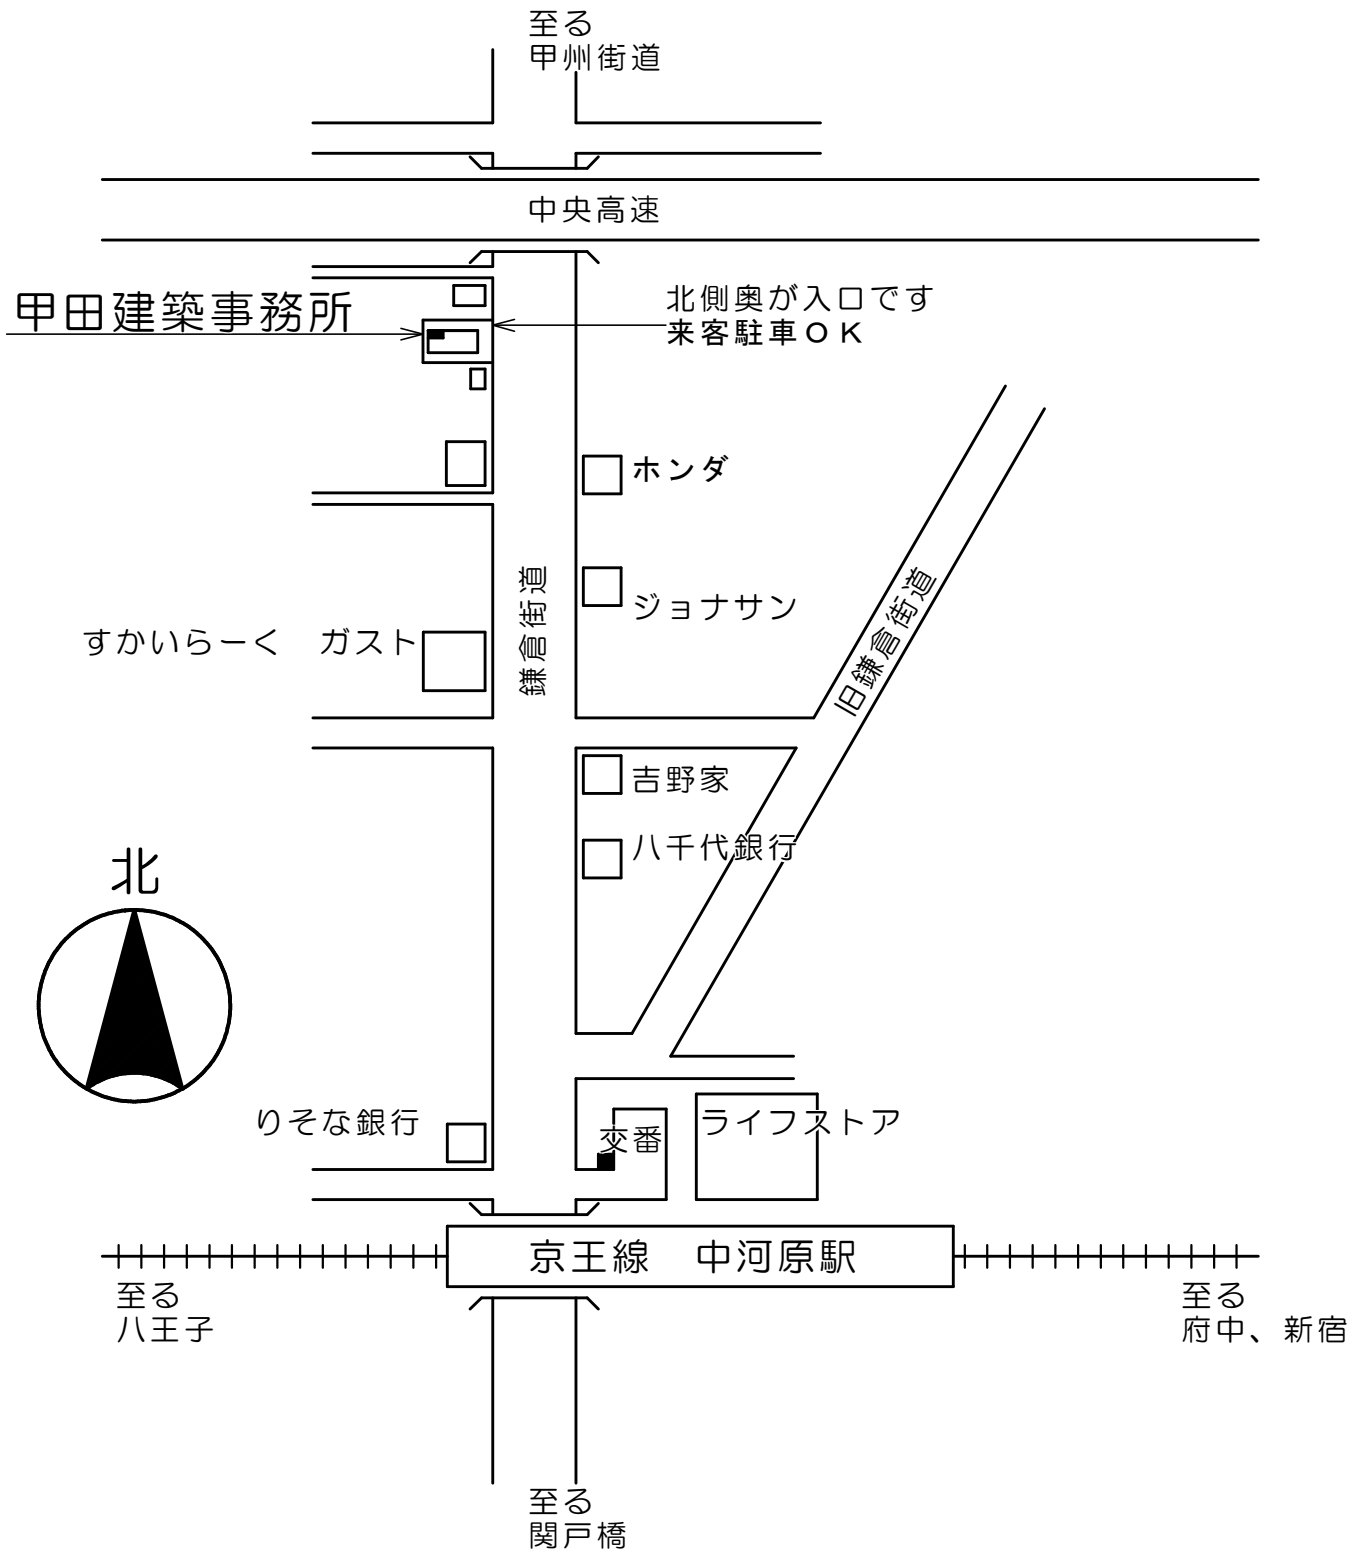 至る
甲州街道
中央高速
甲田建築事務所
北側奥が入口です
来客駐車OK
ホンダ
鎌倉街道
ジョナサン
旧鎌倉街道
すかいらーく　ガスト
吉野家
八千代銀行
北
りそな銀行
交番
ライフストア
京王線　中河原駅
至る
八王子
至る
府中、新宿
至る
関戸橋